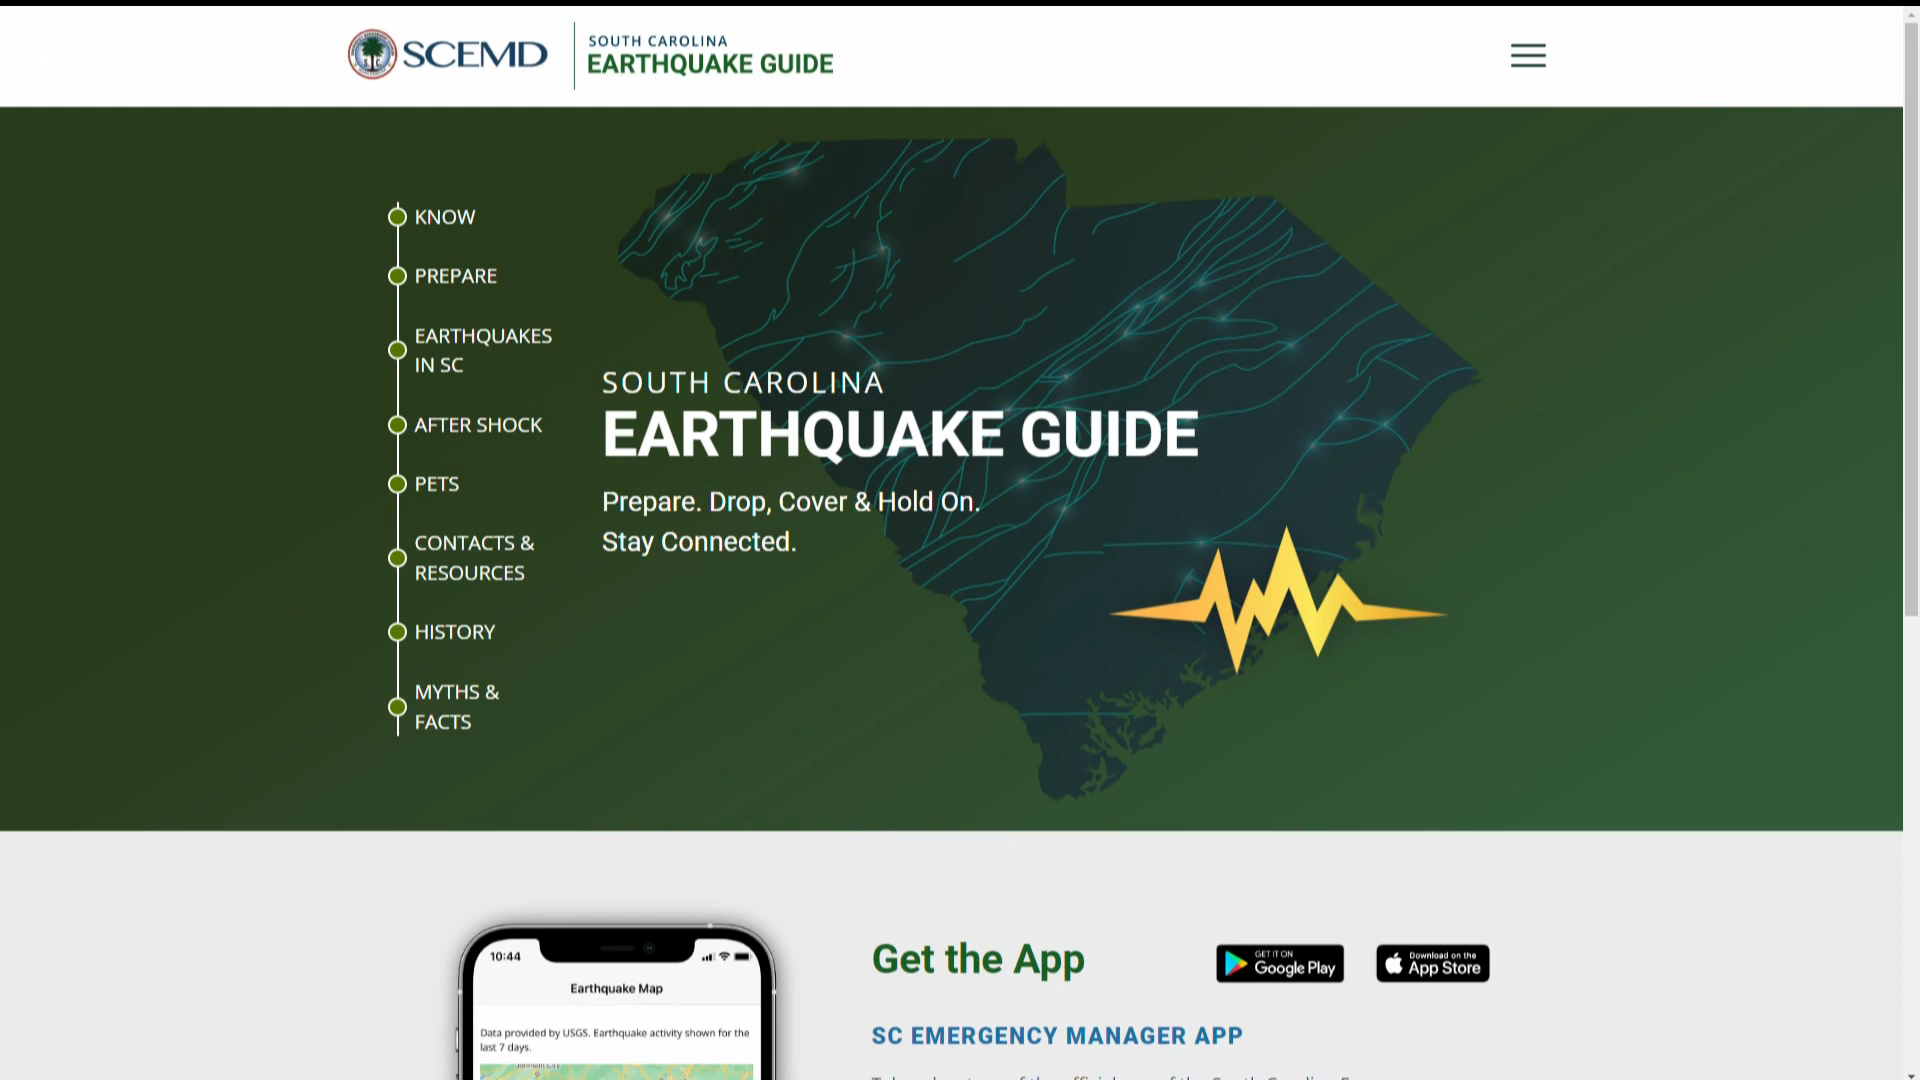 SCEMD
SOUTH CAROLINA
EARTHQUAKE GUIDE
KNOW
PREPARE
EARTHQUAKES
IN SC
AFTER SHOCK
PETS
CONTACTS &
RESOURCES
HISTORY
MYTHS &
FACTS
SOUTH CAROLINA
EARTHQUAKE GUIDE
Prepare. Drop, Cover & Hold On.
Stay Connected.
10:44
Earthquake Map
Data provided by USGS. Earthquake activity shown for the
last 7 days.
Get the App
GET IT ON
Google Play
Download on the
App Store
SC EMERGENCY MANAGER APP